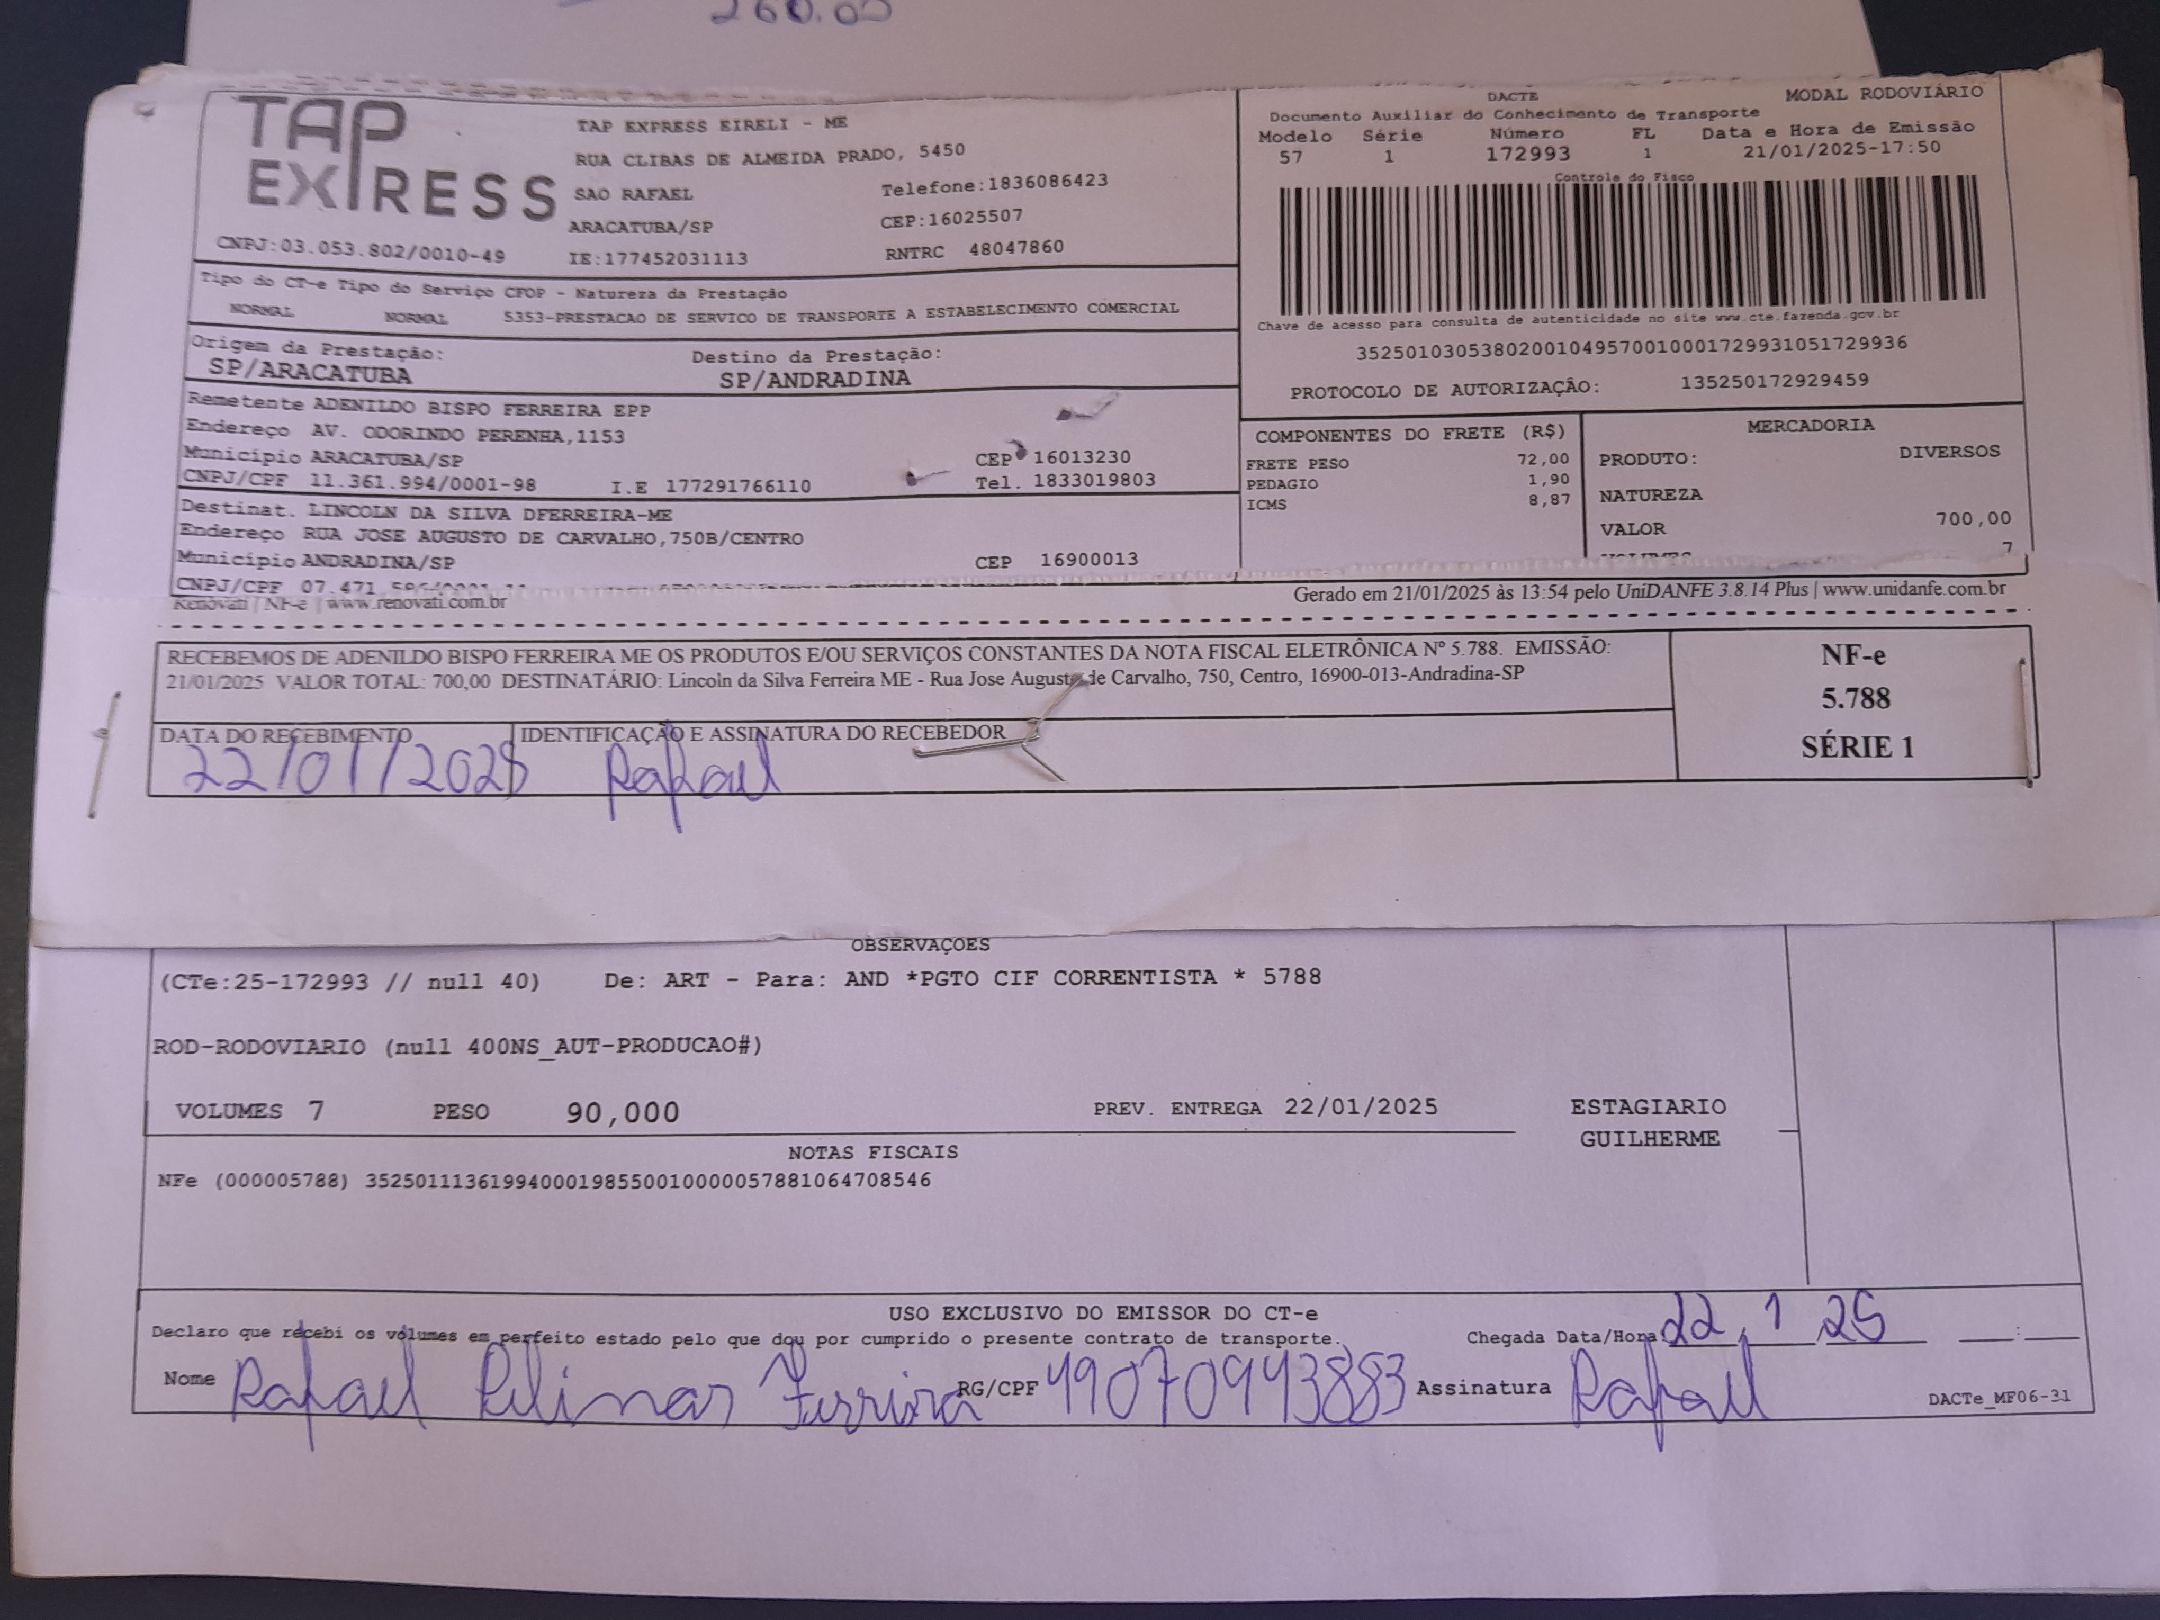 260.05
TAP EXPRESS
TAP EXPRESS EIRELI - ME
RUA CLIBAS DE ALMEIDA PRADO, 5450
SAO RAFAEL Telefone:1836086423
ARACATUBA/SP CEP:16025507
CNPJ:03.053.802/0010-49 IE:177452031113 RNTRC 48047860
DACTE MODAL RODOVIÁRIO
Documento Auxiliar do Conhecimento de Transporte
Modelo Série Número FL Data e Hora de Emissão
57 1 172993 1 21/01/2025-17:50
Controle do Fisco
Chave de acesso para consulta de autenticidade no site www.cte.fazenda.gov.br
35250103053802001049570010001729931051729936
PROTOCOLO DE AUTORIZAÇÃO: 135250172929459
Tipo do CT-e Tipo do Serviço CFOP - Natureza da Prestação
NORMAL NORMAL 5353-PRESTACAO DE SERVICO DE TRANSPORTE A ESTABELECIMENTO COMERCIAL
Origem da Prestação: Destino da Prestação:
SP/ARACATUBA SP/ANDRADINA
Remetente ADENILDO BISPO FERREIRA EPP
Endereço AV. ODORINDO PERENHA,1153
Município ARACATUBA/SP CEP 16013230
CNPJ/CPF 11.361.994/0001-98 I.E 177291766110 Tel. 1833019803
Destinat. LINCOLN DA SILVA DFERREIRA-ME
Endereço RUA JOSE AUGUSTO DE CARVALHO,750B/CENTRO
Município ANDRADINA/SP CEP 16900013
CNPJ/CPF 07.471
COMPONENTES DO FRETE (R$)
FRETE PESO 72,00
PEDAGIO 1,90
ICMS 8,87
MERCADORIA
PRODUTO: DIVERSOS
NATUREZA
VALOR 700,00
VOLUMES 7
Renovati | NF-e | www.renovati.com.br Gerado em 21/01/2025 às 13:54 pelo UniDANFE 3.8.14 Plus | www.unidanfe.com.br
RECEBEMOS DE ADENILDO BISPO FERREIRA ME OS PRODUTOS E/OU SERVIÇOS CONSTANTES DA NOTA FISCAL ELETRÔNICA Nº 5.788. EMISSÃO:
21/01/2025 VALOR TOTAL: 700,00 DESTINATÁRIO: Lincoln da Silva Ferreira ME - Rua Jose Augusto de Carvalho, 750, Centro, 16900-013-Andradina-SP
NF-e
5.788
SÉRIE 1
DATA DO RECEBIMENTO IDENTIFICAÇÃO E ASSINATURA DO RECEBEDOR
22/01/2025 Rafael
OBSERVAÇOES
(CTe:25-172993 // null 40) De: ART - Para: AND *PGTO CIF CORRENTISTA * 5788
ROD-RODOVIARIO (null 400NS_AUT-PRODUCAO#)
VOLUMES 7 PESO 90,000 PREV. ENTREGA 22/01/2025 ESTAGIARIO
GUILHERME
NOTAS FISCAIS
NFe (000005788) 35250111361994000198550010000057881064708546
USO EXCLUSIVO DO EMISSOR DO CT-e
Declaro que recebi os volumes em perfeito estado pelo que dou por cumprido o presente contrato de transporte. Chegada Data/Hora 22 1 25 :
Nome Rafael Ferreira RG/CPF 49070943883 Assinatura Rafael
DACTe_MF06-31